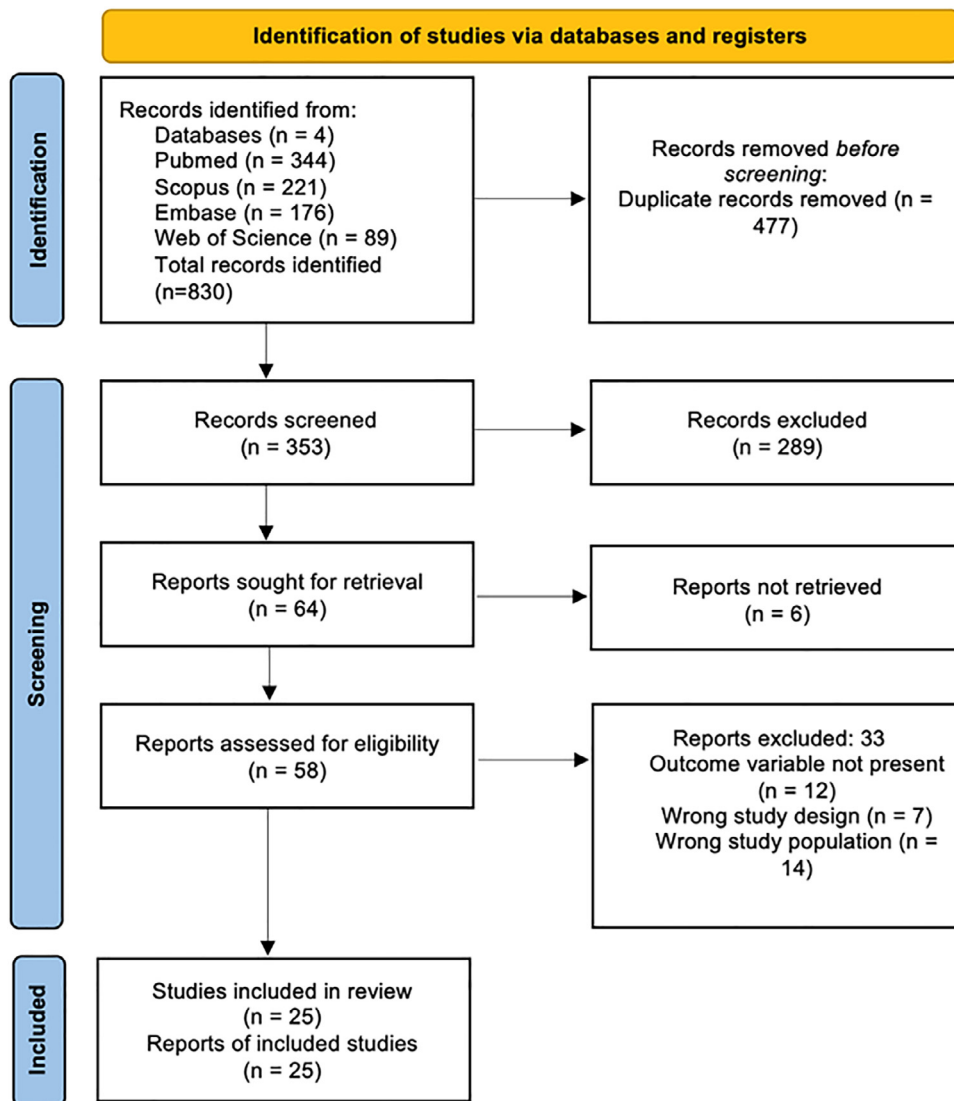 Identification of studies via databases and registers
Identification
Records identified from:
Databases (n = 4)
Pubmed (n = 344)
Scopus (n = 221)
Embase (n = 176)
Web of Science (n = 89)
Total records identified
(n=830)
Records removed before
screening:
Duplicate records removed (n =
477)
Screening
Records screened
(n = 353)
Records excluded
(n = 289)
Reports sought for retrieval
(n = 64)
Reports not retrieved
(n = 6)
Reports assessed for eligibility
(n = 58)
Reports excluded: 33
Outcome variable not present
(n = 12)
Wrong study design (n = 7)
Wrong study population (n =
14)
Included
Studies included in review
(n = 25)
Reports of included studies
(n = 25)